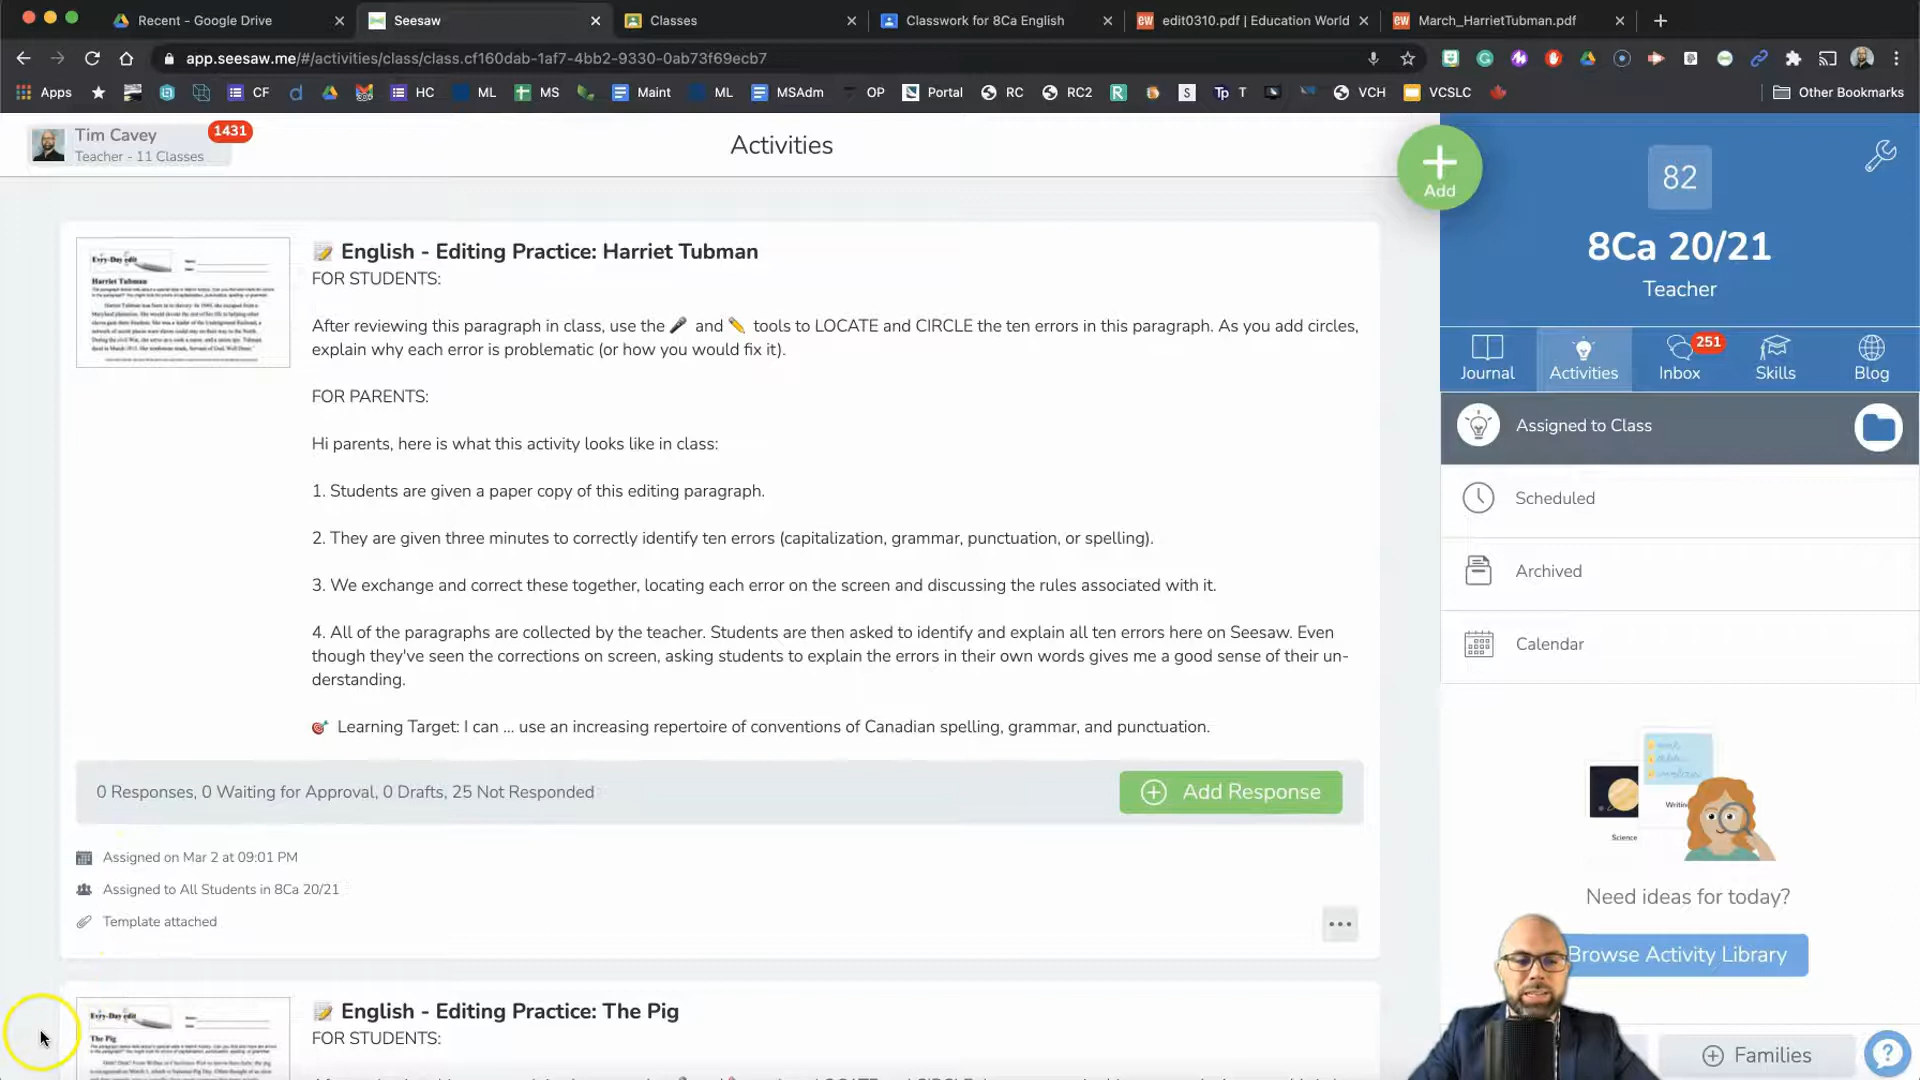 Recent - Google Drive
Seesaw
Classes
Classwork for 8Ca English
edit0310.pdf | Education World
March_HarrietTubman.pdf
app.seesaw.me/#/activities/class/class.cf160dab-1af7-4bb2-9330-0ab73f69ecb7
Apps CF HC ML MS Maint ML MSAdm OP Portal RC RC2 T VCH VCSLC Other Bookmarks
Tim Cavey
1431
Teacher - 11 Classes
Activities
Add
82
8Ca 20/21
Teacher
Journal
Activities
251
Inbox
Skills
Blog
Assigned to Class
Scheduled
Archived
Calendar
Every-Day edit
Harriet Tubman
English - Editing Practice: Harriet Tubman
FOR STUDENTS:
After reviewing this paragraph in class, use the 🎤 and ✏️ tools to LOCATE and CIRCLE the ten errors in this paragraph. As you add circles,
explain why each error is problematic (or how you would fix it).
FOR PARENTS:
Hi parents, here is what this activity looks like in class:
1. Students are given a paper copy of this editing paragraph.
2. They are given three minutes to correctly identify ten errors (capitalization, grammar, punctuation, or spelling).
3. We exchange and correct these together, locating each error on the screen and discussing the rules associated with it.
4. All of the paragraphs are collected by the teacher. Students are then asked to identify and explain all ten errors here on Seesaw. Even
though they've seen the corrections on screen, asking students to explain the errors in their own words gives me a good sense of their un-
derstanding.
Learning Target: I can ... use an increasing repertoire of conventions of Canadian spelling, grammar, and punctuation.
0 Responses, 0 Waiting for Approval, 0 Drafts, 25 Not Responded
Add Response
Assigned on Mar 2 at 09:01 PM
Assigned to All Students in 8Ca 20/21
Template attached
Writing
Science
Need ideas for today?
Browse Activity Library
Every-Day edit
The Pig
English - Editing Practice: The Pig
FOR STUDENTS:
Families